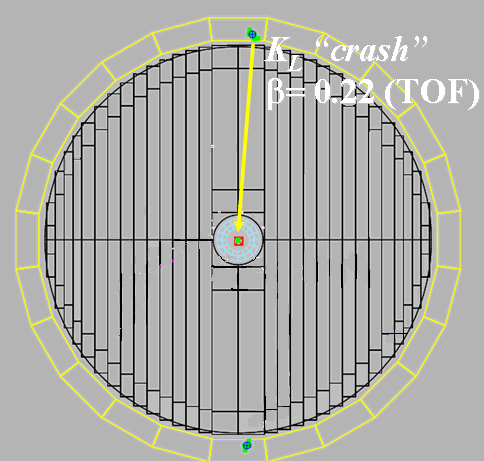 K_L “crash”
β= 0.22 (TOF)